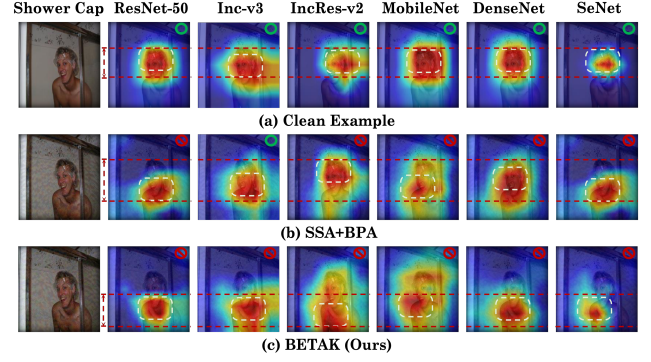 Shower Cap ResNet-50 Inc-v3 IncRes-v2 MobileNet DenseNet SeNet
(a) Clean Example
(b) SSA+BPA
(c) BETAK (Ours)